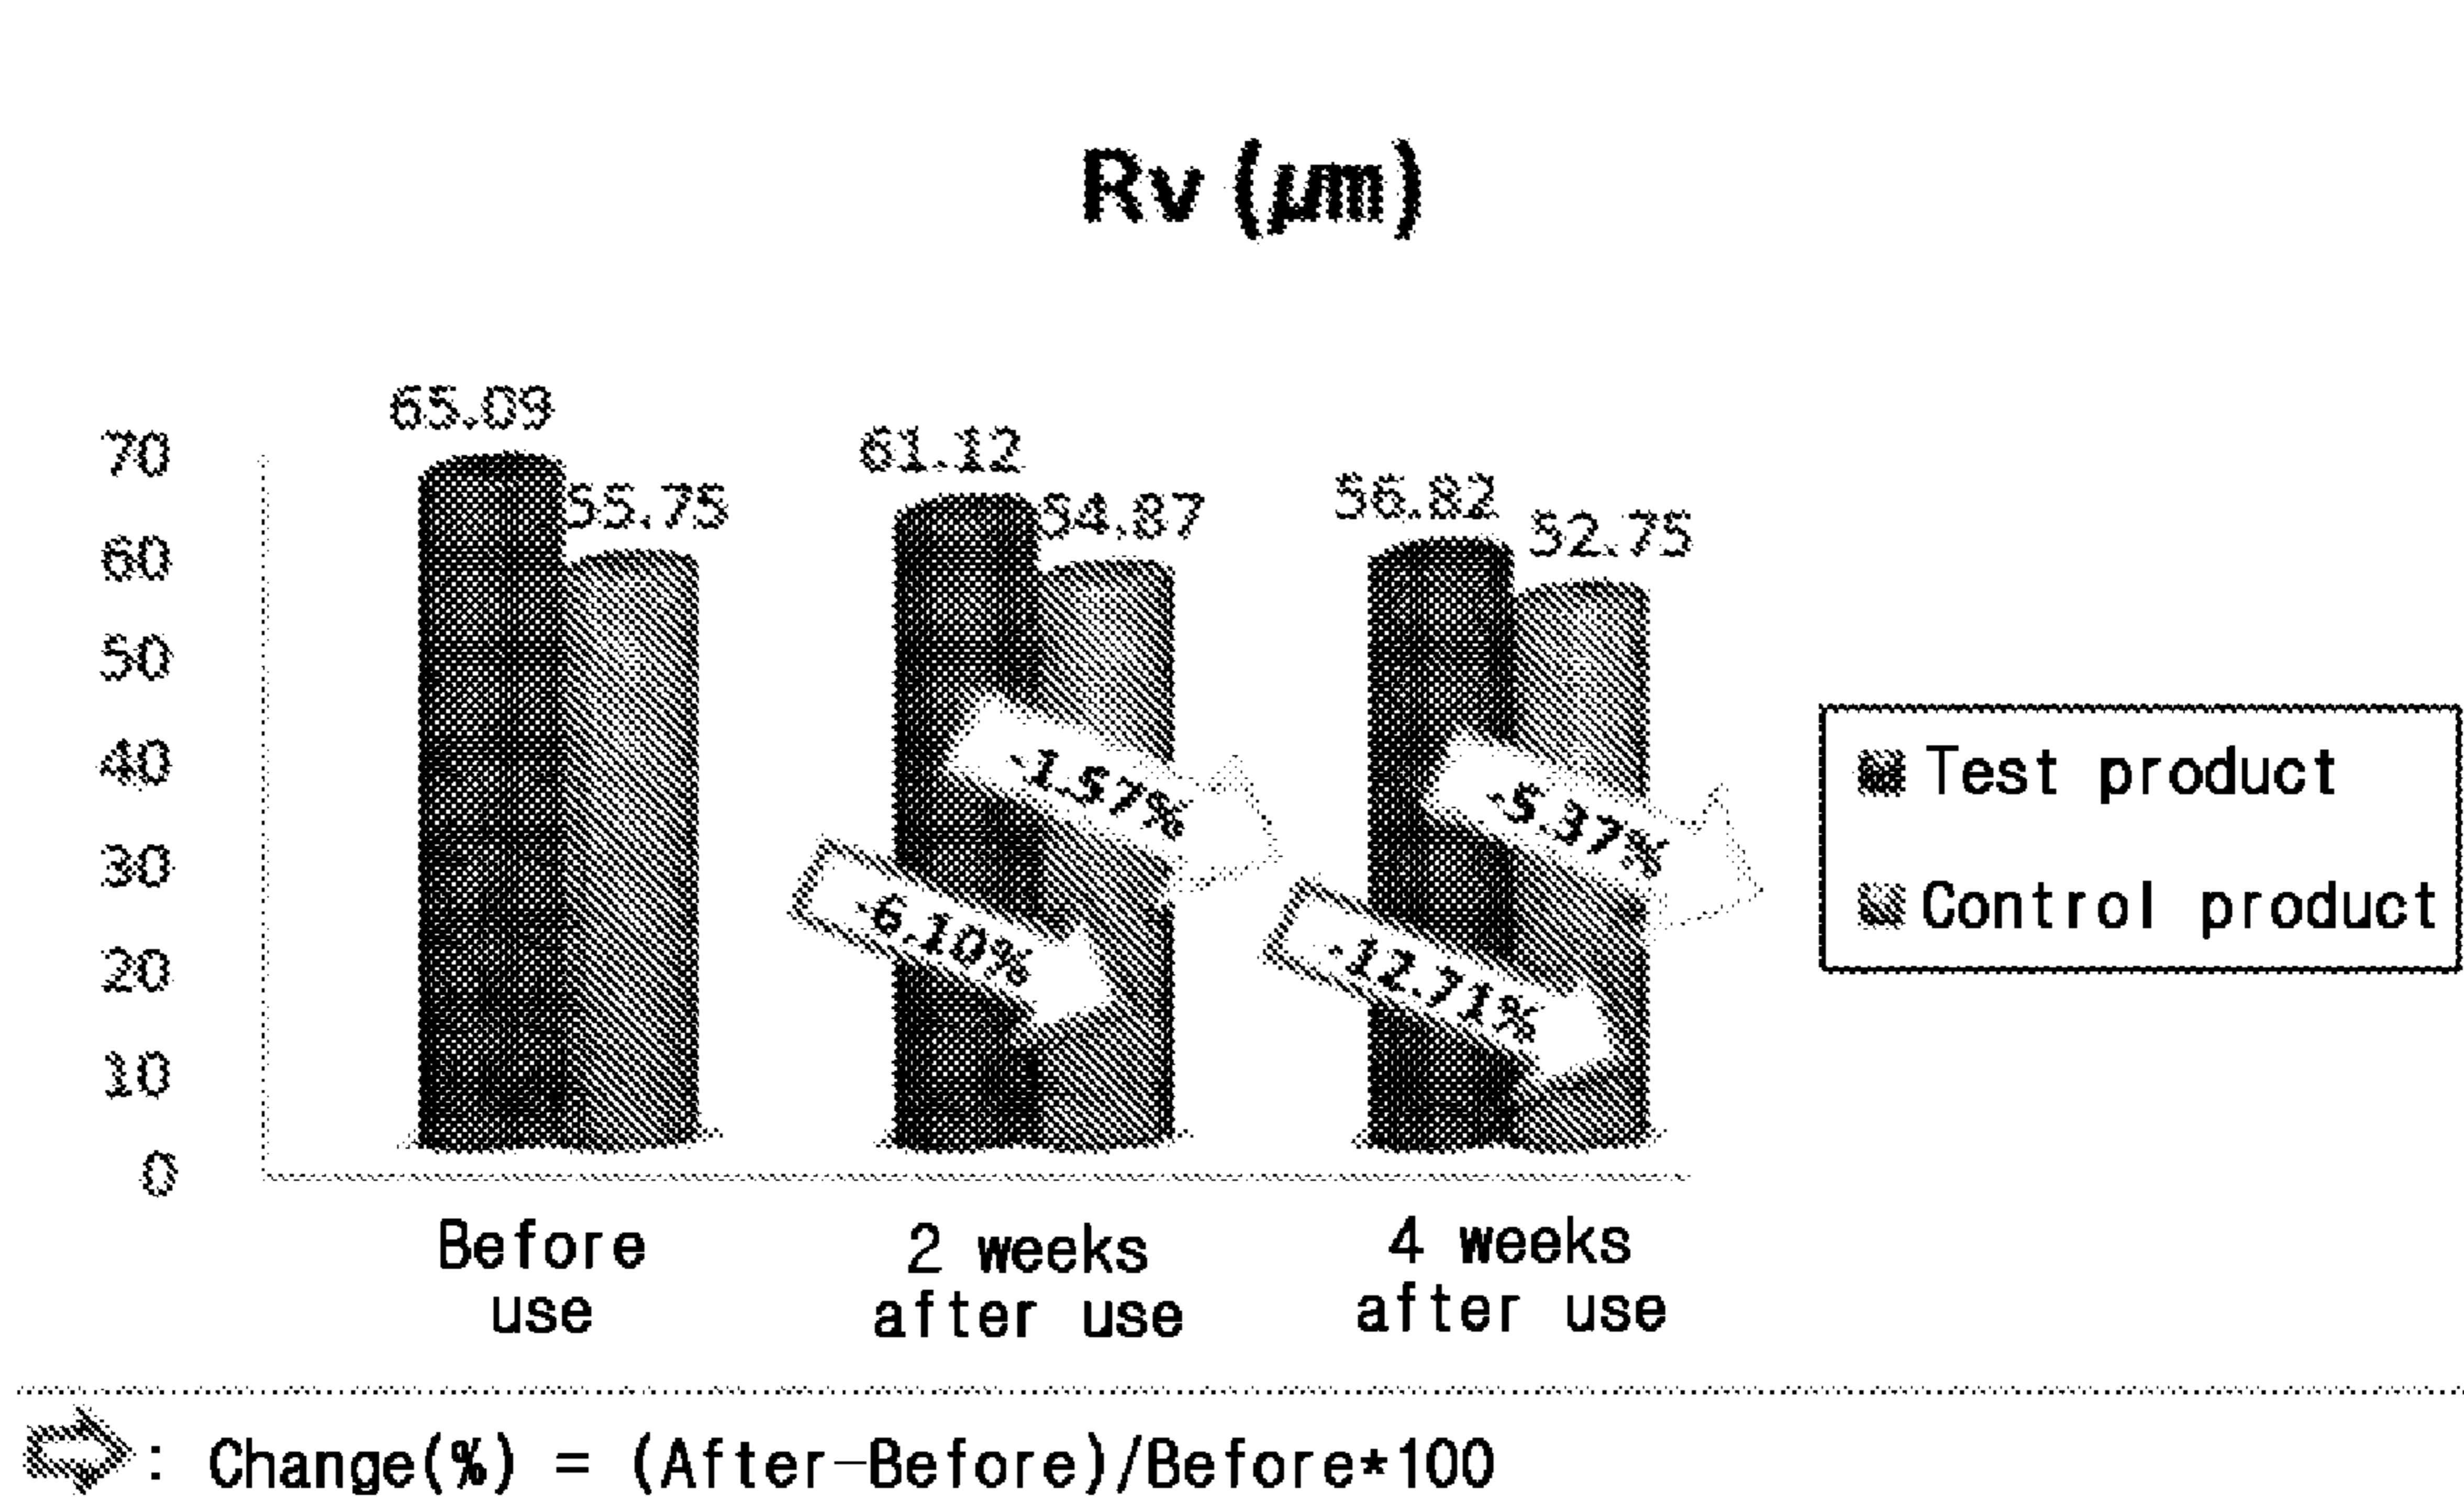 Rv(μm)
65.09
55.75
61.12
54.87
56.82
52.75
70
60
50
40
30
20
10
0
-1.57%
-6.10%
-5.37%
-12.71%
Test product
Control product
Before
use
2 weeks
after use
4 weeks
after use
: Change(%) = (After-Before)/Before*100